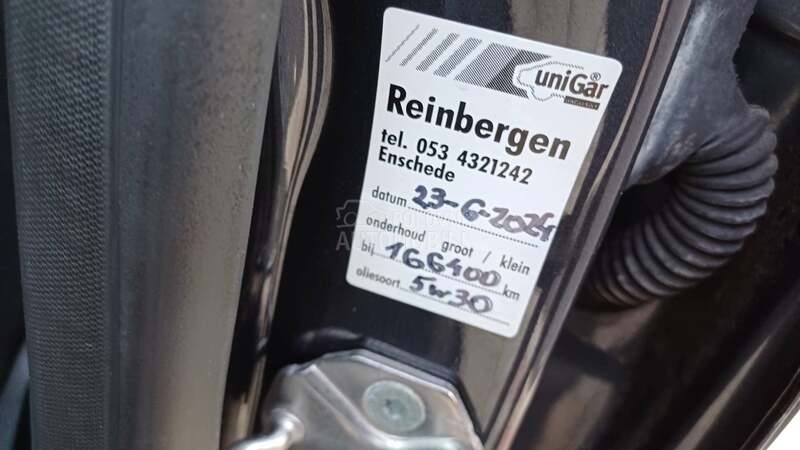 uniGar®
Reinbergen
tel. 053 4321242
Enschede
datum 23-6-2024
onderhoud groot / klein
bij 166400 km
oliesoort 5w30